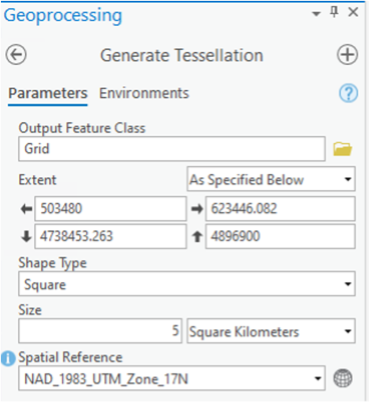 Geoprocessing
Generate Tessellation
Parameters Environments
Output Feature Class
Grid
Extent As Specified Below
503480 623446.082
4738453.263 4896900
Shape Type
Square
Size
5 Square Kilometers
Spatial Reference
NAD_1983_UTM_Zone_17N